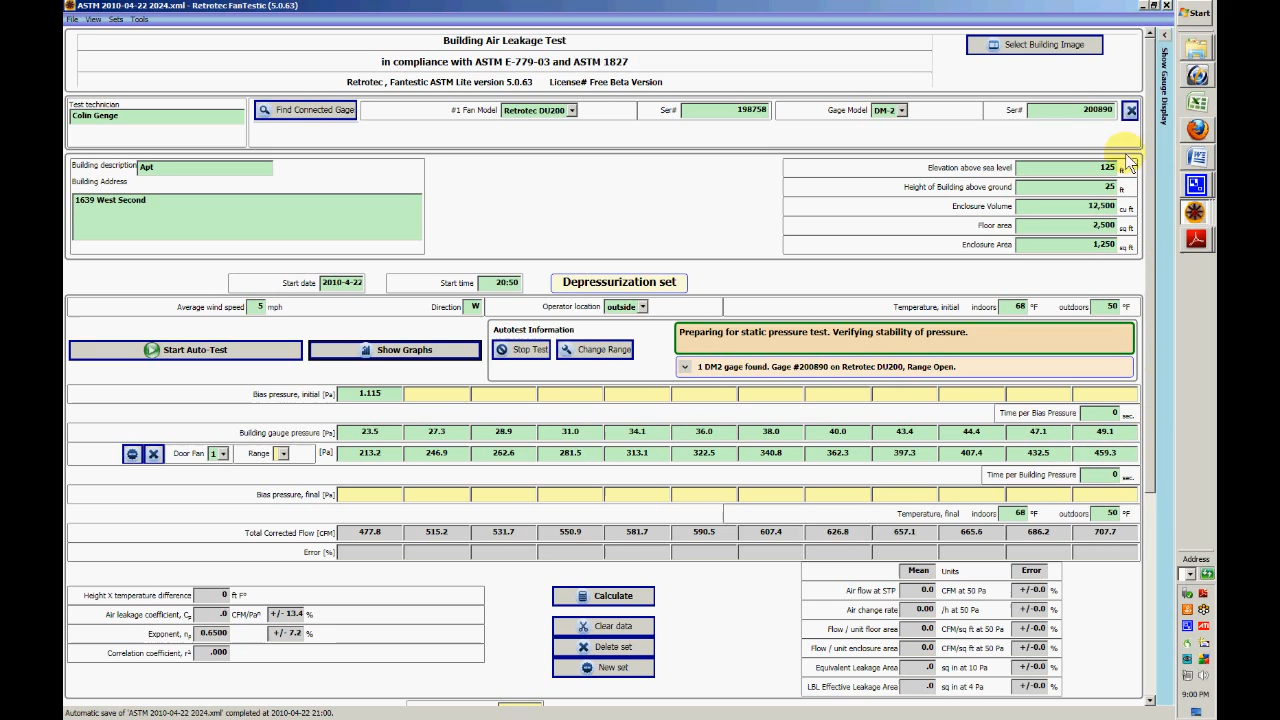 ASTM 2010-04-22 2024.xml - Retrotec FanTestic (5.0.63)
File View Sets Tools
Start
Building Air Leakage Test
in compliance with ASTM E-779-03 and ASTM 1827
Retrotec , Fantestic ASTM Lite version 5.0.63 License# Free Beta Version
Select Building Image
Show Gauge Display
Test technician
Colin Genge
Find Connected Gage
#1 Fan Model Retrotec DU200 Ser# 198758 Gage Model DM-2 Ser# 200890
Building description Apt
Building Address
1639 West Second
Elevation above sea level 125 ft
Height of Building above ground 25 ft
Enclosure Volume 12,500 cu ft
Floor area 2,500 sq ft
Enclosure Area 1,250 sq ft
Start date 2010-4-22 Start time 20:50 Depressurization set
Average wind speed 5 mph Direction W Operator location outside Temperature, initial indoors 68 °F outdoors 50 °F
Autotest Information
Start Auto-Test Show Graphs Stop Test Change Range
Preparing for static pressure test. Verifying stability of pressure.
1 DM2 gage found. Gage #200890 on Retrotec DU200, Range Open.
Bias pressure, initial [Pa] 1.115
Time per Bias Pressure 0 sec.
Building gauge pressure [Pa] 23.5 27.3 28.9 31.0 34.1 36.0 38.0 40.0 43.4 44.4 47.1 49.1
Door Fan 1 Range [Pa] 213.2 246.9 262.6 281.5 313.1 322.5 340.8 362.3 397.3 407.4 432.5 459.3
Time per Building Pressure 0 sec.
Bias pressure, final [Pa]
Temperature, final indoors 68 °F outdoors 50 °F
Total Corrected Flow [CFM] 477.8 515.2 531.7 550.9 581.7 590.5 607.4 626.8 657.1 665.6 686.2 707.7
Error [%]
Height X temperature difference 0 ft F°
Air leakage coefficient, Cp .0 CFM/Paⁿ +/- 13.4 %
Exponent, np 0.6500 +/- 7.2 %
Correlation coefficient, r² .000
Calculate
Clear data
Delete set
New set
Mean Units Error
Air flow at STP 0.0 CFM at 50 Pa +/-0.0 %
Air change rate 0.00 /h at 50 Pa +/-0.0 %
Flow / unit floor area 0.0 CFM/sq ft at 50 Pa +/-0.0 %
Flow / unit enclosure area 0.0 CFM/sq ft at 50 Pa +/-0.0 %
Equivalent Leakage Area .0 sq in at 10 Pa +/-0.0 %
LBL Effective Leakage Area .0 sq in at 4 Pa +/-0.0 %
Address
ATI
9:00 PM
Automatic save of 'ASTM 2010-04-22 2024.xml' completed at 2010-04-22 21:00.